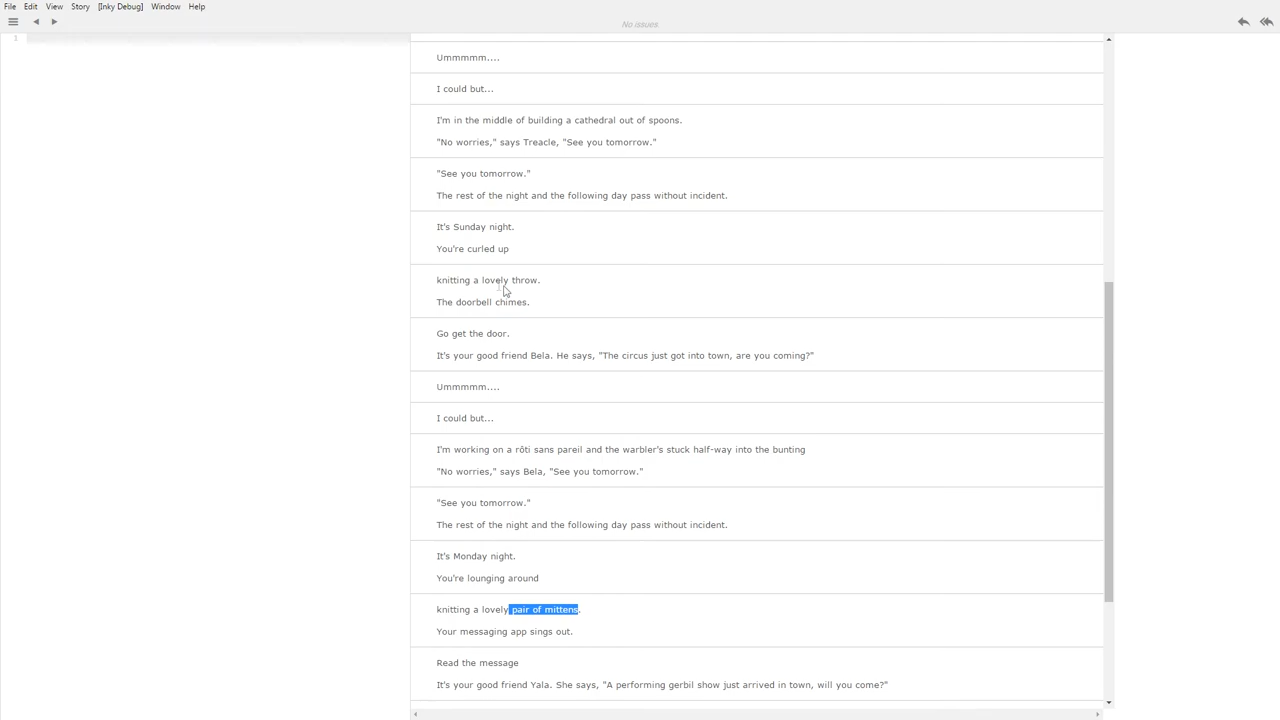 File Edit View Story [Inky Debug] Window Help
No issues.
1
Ummmmm....
I could but...
I'm in the middle of building a cathedral out of spoons.
"No worries," says Treacle, "See you tomorrow."
"See you tomorrow."
The rest of the night and the following day pass without incident.
It's Sunday night.
You're curled up
knitting a lovely throw.
The doorbell chimes.
Go get the door.
It's your good friend Bela. He says, "The circus just got into town, are you coming?"
Ummmmm....
I could but...
I'm working on a rôti sans pareil and the warbler's stuck half-way into the bunting
"No worries," says Bela, "See you tomorrow."
"See you tomorrow."
The rest of the night and the following day pass without incident.
It's Monday night.
You're lounging around
knitting a lovely pair of mittens.
Your messaging app sings out.
Read the message
It's your good friend Yala. She says, "A performing gerbil show just arrived in town, will you come?"